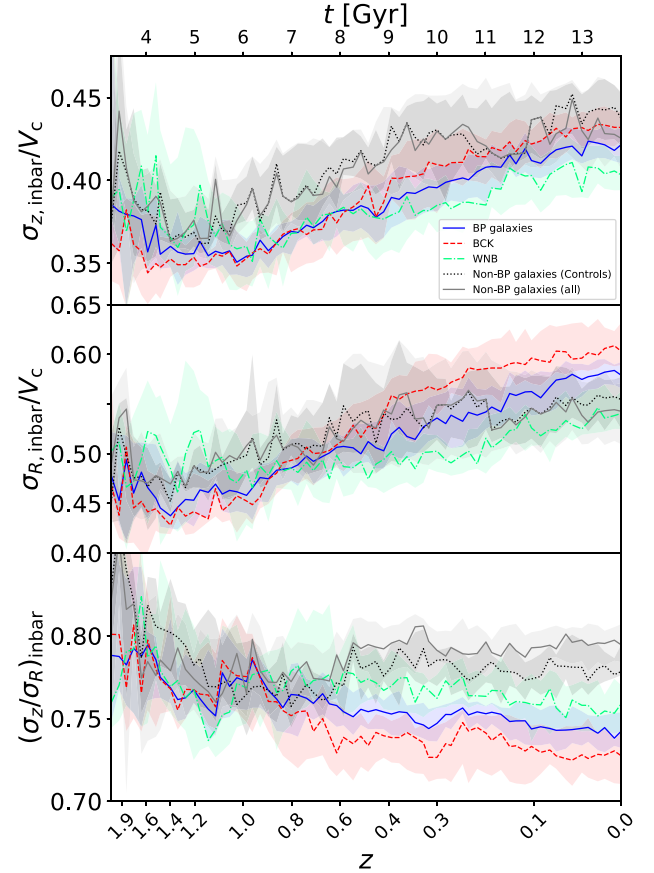 t [Gyr]
4 5 6 7 8 9 10 11 12 13
σz, inbar/Vc
0.45
0.40
0.35
BP galaxies
BCK
WNB
Non-BP galaxies (Controls)
Non-BP galaxies (all)
σR, inbar/Vc
0.65
0.60
0.50
0.45
0.40
(σz/σR)inbar
0.80
0.75
0.70
1.9 1.6 1.4 1.2 1.0 0.8 0.6 0.4 0.3 0.1 0.0
z